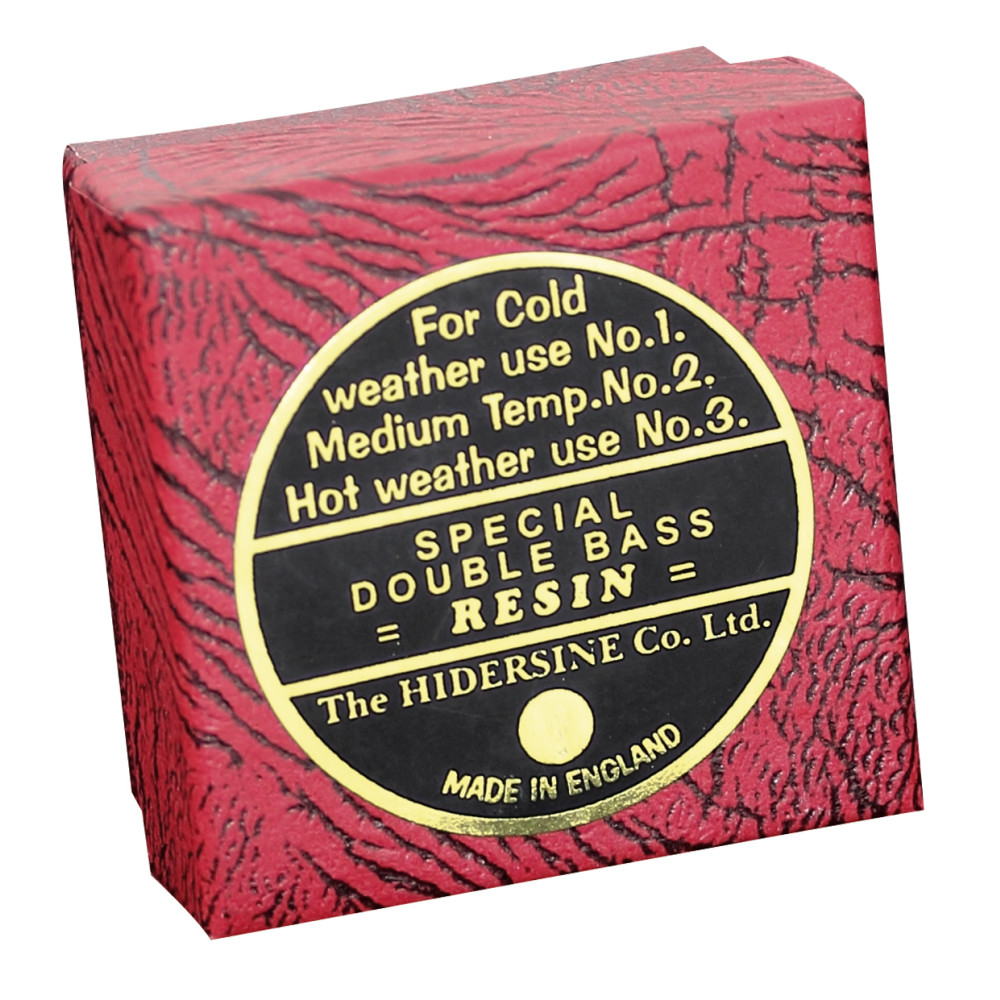 For Cold
weather use No.1.
Medium Temp.No.2.
Hot weather use No.3.
SPECIAL
DOUBLE BASS
= RESIN =
The HIDERSINE Co. Ltd.
MADE IN ENGLAND